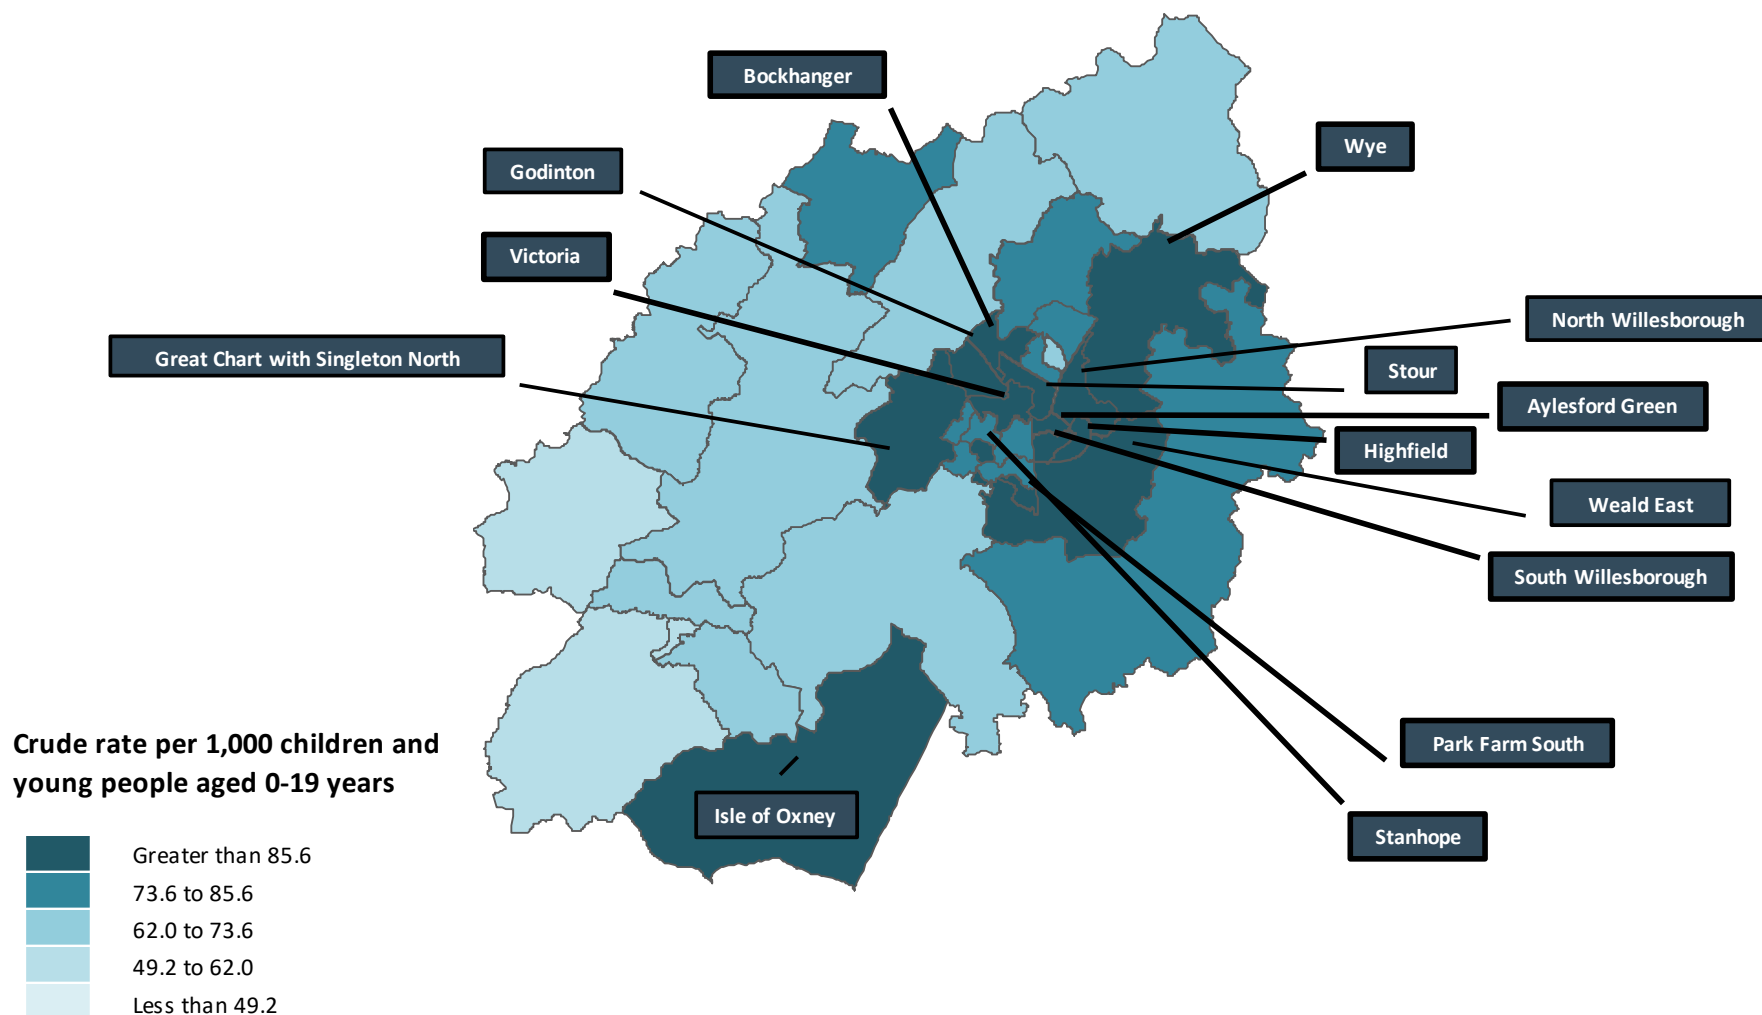 Bockhanger
Wye
Godinton
Victoria
North Willesborough
Great Chart with Singleton North
Stour
Aylesford Green
Highfield
Weald East
South Willesborough
Park Farm South
Isle of Oxney
Stanhope
Crude rate per 1,000 children and
young people aged 0-19 years
Greater than 85.6
73.6 to 85.6
62.0 to 73.6
49.2 to 62.0
Less than 49.2